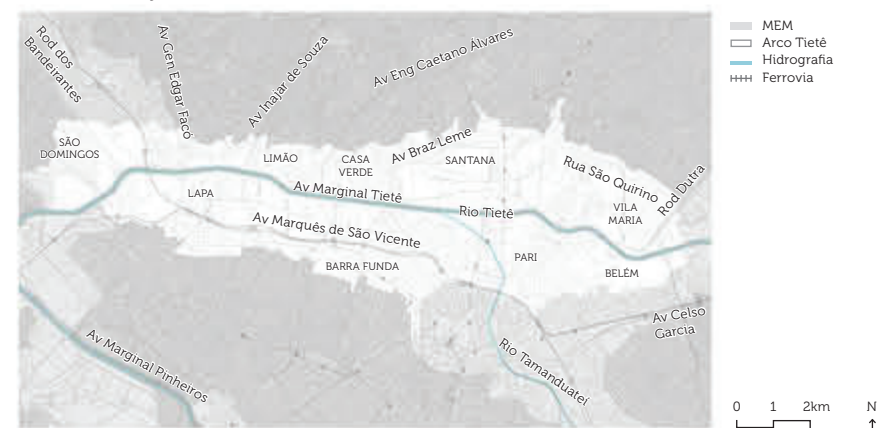 Rod dos
Bandeirantes
Av Gen Edgar Facó
Av Inajar de Souza
Av Eng Caetano Álvares
MEM
Arco Tietê
Hidrografia
Ferrovia
SÃO
DOMINGOS
LIMÃO
CASA
VERDE
Av Braz Leme
SANTANA
Rua São Quirino
Rod Dutra
LAPA
Av Marginal Tietê
Rio Tietê
VILA
MARIA
Av Marquês de São Vicente
BARRA FUNDA
PARI
BELÉM
Av Celso
Garcia
Av Marginal Pinheiros
Rio Tamanduateí
0 1 2km N